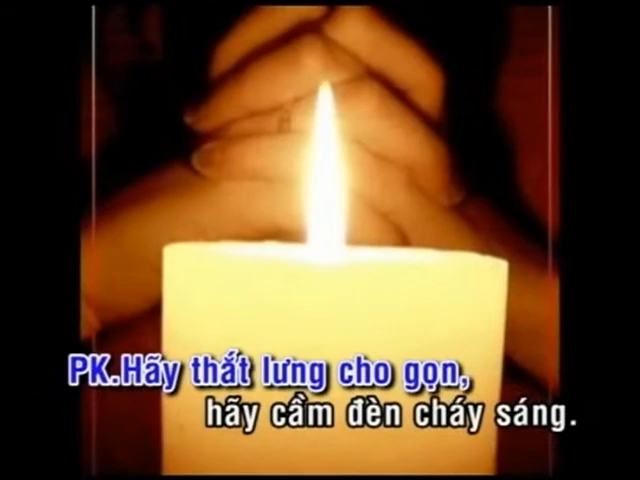 PK.Hãy thắt lưng cho gọn,
hãy cầm đèn cháy sáng.